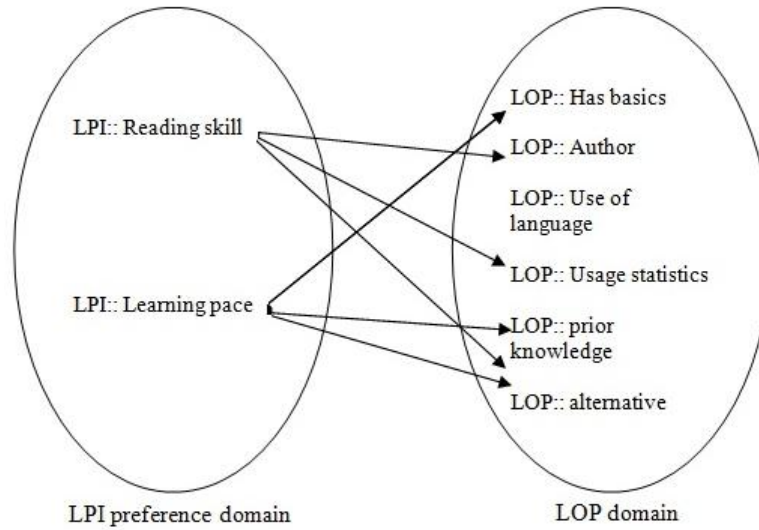 LPI:: Reading skill
LPI:: Learning pace
LPI preference domain
LOP:: Has basics
LOP:: Author
LOP:: Use of
language
LOP:: Usage statistics
LOP:: prior
knowledge
LOP:: alternative
LOP domain